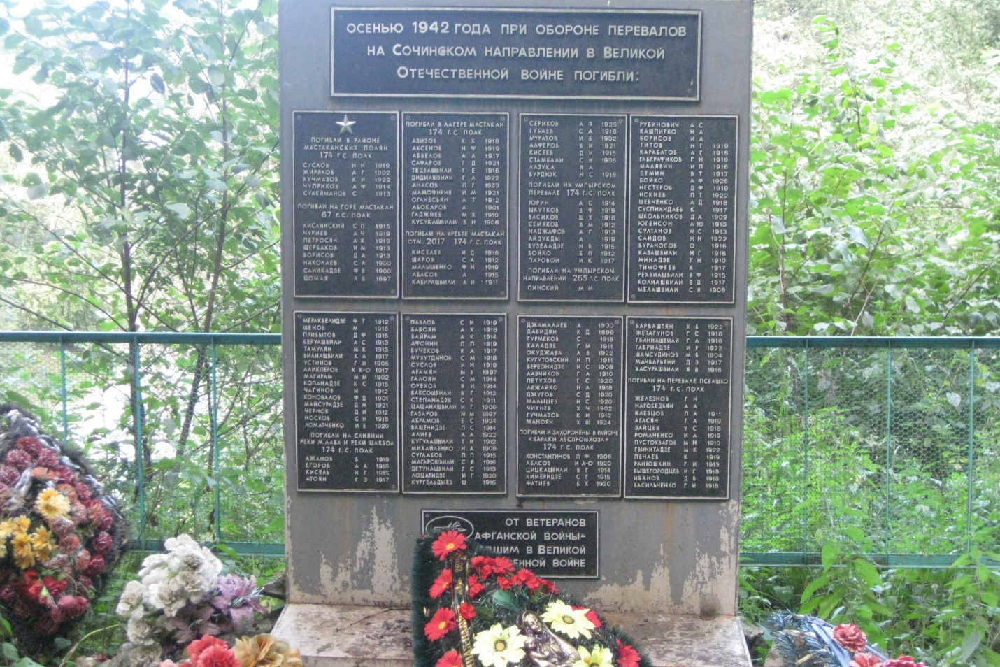 ОСЕНЬЮ 1942 ГОДА ПРИ ОБОРОНЕ ПЕРЕВАЛОВ
НА СОЧИНСКОМ НАПРАВЛЕНИИ В ВЕЛИКОЙ
ОТЕЧЕСТВЕННОЙ ВОЙНЕ ПОГИБЛИ:
ПОГИБЛИ В РАЙОНЕ
МАСТАКАНСКИХ ПОЛЯН
174 Г.С. ПОЛК
СУСЛОВ И Н 1919
ЖИРЯКОВ А Г 1902
КУЧМАЗОВ К И 1922
ЧУПРИКОВ А Ф 1914
СУЛЕЙМАНОВ С 1913
ПОГИБЛИ НА ГОРЕ МАСТАКАН
67 Г.С. ПОЛК
КИСЛИНСКИЙ С П 1915
ЧУРИЕВ А Ч 1919
ПЕТРОСЯН А К 1919
ЩЕРБАКОВ И М 1913
БОРИСОВ Д А 1913
НИКОЛАЕВ С А 1900
САНИКАДЗЕ Ф В 1900
ЦОМАЯ Л Б 1897
ПОГИБЛИ В ЛАГЕРЕ МАСТАКАН
174 Г.С. ПОЛК
АЗИЗОВ К Х 1918
АКСЕНОВ Н Ф 1919
АБВЕЛОВ А А 1917
САФАРОВ Г Д 1921
ТЕДЕАШВИЛИ Г Е 1916
ДИДИАШВИЛИ Г Л 1922
АНАСОВ П Г 1923
МАМОФИРИЯ И М 1921
ОГАНЕСЬЯН А Т 1912
АБОКАРОВ А 1901
ГАДЖИЕВ М Х 1910
КУСУКАШВИЛИ В Н 1906
ПОГИБЛИ НА ХРЕБТЕ МАСТАКАН
ОТМ. 2017 174 Г.С. ПОЛК
КИСЕЛЕВ И Д 1918
ШАРОВ С А 1912
МАЛЫШЕНКО Ф Н 1919
АБАСОВ А 1915
КАБИРАШВИЛИ А И 1911
СЕРИКОВ А Я 1925
ГУБАЕВ С А 1916
МУРАТОВ И Б 1902
АЛФЕРОВ В И 1921
КИСЕЕВ Д И 1915
СТАМБАЛИ С И 1905
ЛАЗУКА Я А
БУРДЮК Н С 1918
ПОГИБЛИ НА УМПЫРСКОМ
ПЕРЕВАЛЕ 174 Г.С. ПОЛК
ЮРИН А С 1914
ШКУТКОВ В Ф 1919
ВАСИКОВ Ш Х 1918
СЕМЯКОВ В М 1912
НАДЖАФОВ А Г 1913
АЙДУКДЫ А 1919
БУЗЕЛАДЗЕ Н В 1915
БОЙКО Б П 1912
ПАРОВОЙ И К 1917
ПОГИБЛИ НА УМПЫРСКОМ
НАПРАВЛЕНИИ 265 Г.С. ПОЛК
ПИНСКИЙ М М
РУБИНОВИЧ А С
КАШПИРКО Н А
БОРИСОВ И А
ТИТОВ Н Г 1919
КАРАБАТОВ А Г 1918
ГАБГРАФИКОВ Г Н 1919
МАЛЯВИН И П 1916
ДЕМИН В Т 1917
БОЙКО А Ф 1926
НЕСТЕРОВ Д Ф 1919
ИСКИЕВ П Т 1922
ШЕВЧЕНКО А Д 1918
СУСПИАНДАЕВ К 1917
ШКОЛЬНИКОВ Д А 1909
ЮГЕНСОН А Ю 1913
СУЛТАНОВ М С 1913
САИДОВ Н Н 1922
БУРАНОСОВ О 1916
КАЗАШВИЛИ Н Г 1916
МИНАДЗЕ Г Н 1910
ТИМОФЕЕВ К 1917
РЕХВИАШВИЛИ В Ф 1915
КОЛИАШВИЛИ Е Д 1917
МЕЛАШВИЛИ С Я 1908
МЕРАКВЕЛИДЗЕ Ф Т 1912
ШЕНОВ М 1916
ПРИБЫТОВ Д Ф 1915
БЕРУАШВИЛИ А С 1913
ТАМУЛЯН М К 1913
ВИЛИАШВИЛИ К А 1917
УСТИНОВ Г И 1905
АЛИКПЕРОВ К К-О 1917
МАГИРАМ М М 1902
КОПАНАДЗЕ К С 1915
ЧАГИНОВ М 1912
КОНОВАЛОВ Ф Д 1901
МАЙСУРАДЗЕ Д М 1921
ЧЕРНОВ Д И 1912
НОСКОВ С Н 1918
ЛОМАТЧЕНКО И Е 1920
ПОГИБЛИ НА СЛИЯНИИ
РЕКИ М.ЛАБА И РЕКИ ЦАХВОА
174 Г.С. ПОЛК
АЖАНОВ Б 1919
ЕГОРОВ А А 1918
КИСЕЛЬ Н Г 1915
АТОЯН Г Э 1917
ПАВЛОВ С И 1919
БАБОЯН А Х 1918
БАЙРАМ А К 1914
АФОНИН П П 1919
БУЧЕКОВ К А 1917
МУХУТДИНОВ С М 1918
СУСЛОВ И Н 1919
АРАМЯН М Б 1897
ГАЛОЯН С М 1914
ОРЕХОВ Я И 1914
БАКСОШВИЛИ В Г 1912
СТЕПАНАДЗЕ С К 1911
ЦАЦАНАШВИЛИ И Г 1909
ГАЗАРОВ М М 1897
АБРАМОВ Е С 1924
ВАШЕНИДЗЕ П С 1914
АЛИЕВ А А 1922
КУГУЛАШВИЛИ Т И 1912
МИХАЙЛЕНКО Н А 1908
СУГЛАБОВ П П 1915
МАГАРОШВИЛИ С Я 1916
ДЕТУНАШВИЛИ Г С 1913
ЛОЦАТИДЗЕ И Г 1920
КУРГЕЛЬДЫЕВ Ш 1916
ДЖАМАЛАЕВ А 1900
ДАВИДЯН К Д 1899
ГУРМЕКОВ С 1918
ХАЛАДЗЕ Г М 1911
ОКУДЖАВА Л В 1922
КУГУТОВСКИЙ Н П 1911
БЕРЕОНИДЗЕ И С 1908
ЛАВЧИКОВ Г А 1910
ПЕТУХОВ Г С 1920
ЛЕЖАЙКО Н А 1918
ДЖУГОВ С Д 1920
МАЛЫШЕВ Н С 1920
ЧИХНЕВ Х Ч 1902
ГУЧМАЗОВ К И 1912
МАНОЯН Х Ш 1924
ПОГИБЛИ И ЗАХОРОНЕНЫ В РАЙОНЕ
«БАРАКИ ЛЕСПРОМХОЗА»
174 Г.С. ПОЛК
КОНСТАНТИНОВ П Ф 1908
АБАСОВ И А-О 1920
ЦИЦКАШВИЛИ В Г 1914
КИМЕРИДЗЕ С Г 1915
ФАТИЕВ Б Х 1920
ВАРВАШТЯН Х Б 1922
ЖЕТАГУНОВ Г С 1916
ГВИНИАШВИЛИ Г Л 1918
ГАБРИАДЗЕ И Р 1922
ШАМСУДИНОВ М Б 1904
МАЧВАРЬЯНИ Д З 1917
ХАСУРАШВИЛИ Я В 1916
ПОГИБЛИ НА ПЕРЕВАЛЕ ПСЕАШХО
174 Г.С. ПОЛК
ЖЕЛЕЗНОВ Г Н
НАГОБЕДЬЯН А А
КЛЕВЦОВ П А 1911
АГАСЯН Г А 1919
ЗАЙЦЕВ У С 1918
РОМАНЕНКО И А 1919
ПУСТОХВАТОВ М Н 1910
ГВИНИТАДЗЕ М К 1922
ПЕНАЕВ К 1919
РАНЮШКИН Г И 1913
ВЫШЕГОРОДЦЕВ И Г 1918
ИВАНОВ Д В 1918
ВАСИЛЬЧЕНКО Г И 1918
ОТ ВЕТЕРАНОВ
АФГАНСКОЙ ВОЙНЫ-
ВШИМ В ВЕЛИКОЙ
ВЕННОЙ ВОЙНЕ